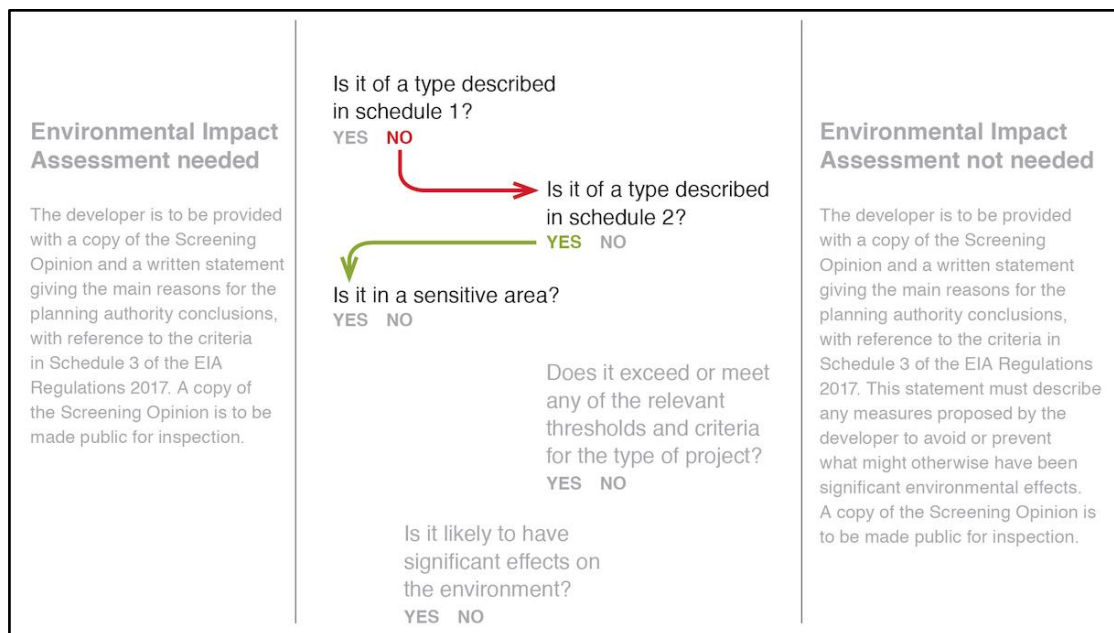 Environmental Impact
Assessment needed
The developer is to be provided
with a copy of the Screening
Opinion and a written statement
giving the main reasons for the
planning authority conclusions,
with reference to the criteria
in Schedule 3 of the EIA
Regulations 2017. A copy of
the Screening Opinion is to be
made public for inspection.
Is it of a type described
in schedule 1?
YES NO
Is it of a type described
in schedule 2?
YES NO
Is it in a sensitive area?
YES NO
Does it exceed or meet
any of the relevant
thresholds and criteria
for the type of project?
YES NO
Is it likely to have
significant effects on
the environment?
YES NO
Environmental Impact
Assessment not needed
The developer is to be provided
with a copy of the Screening
Opinion and a written statement
giving the main reasons for the
planning authority conclusions,
with reference to the criteria in
Schedule 3 of the EIA Regulations
2017. This statement must describe
any measures proposed by the
developer to avoid or prevent
what might otherwise have been
significant environmental effects.
A copy of the Screening Opinion is
to be made public for inspection.